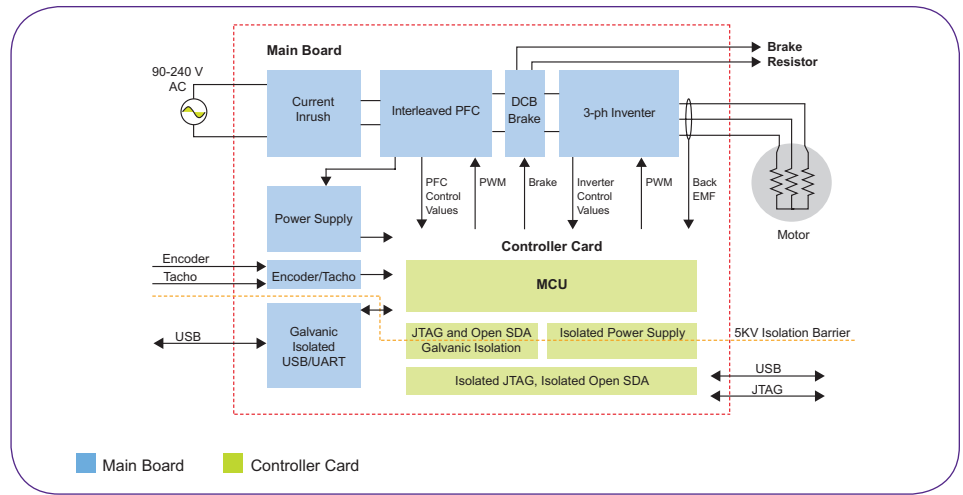 Main Board
Brake
Resistor
90-240 V
AC
Current
Inrush
Interleaved PFC
DCB
Brake
3-ph Inventer
PFC
Control
Values
PWM
Brake
Inverter
Control
Values
PWM
Back
EMF
Motor
Power Supply
Controller Card
Encoder
Tacho
Encoder/Tacho
MCU
USB
Galvanic
Isolated
USB/UART
JTAG and Open SDA
Galvanic Isolation
Isolated Power Supply
5KV Isolation Barrier
Isolated JTAG, Isolated Open SDA
USB
JTAG
Main Board
Controller Card